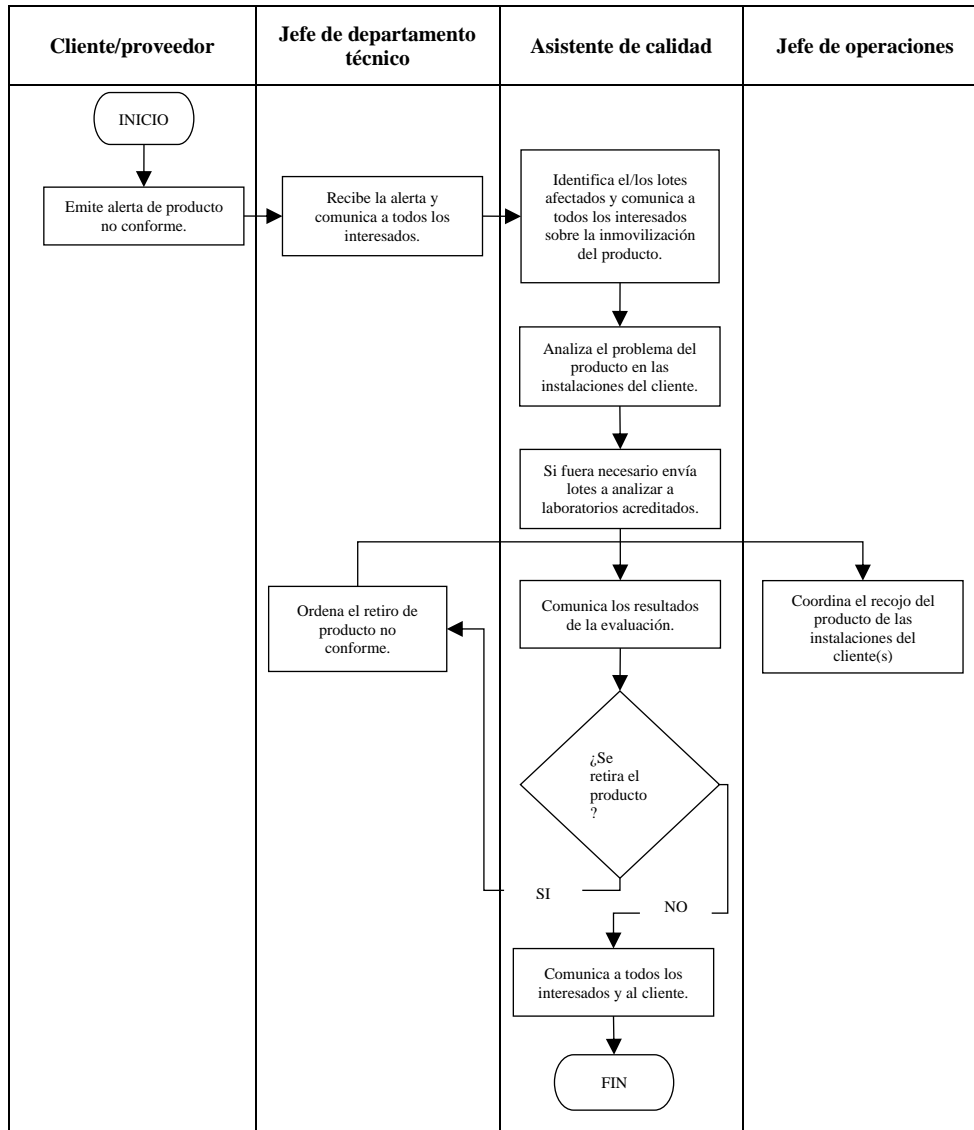 Cliente/proveedor
Jefe de departamento
técnico
Asistente de calidad
Jefe de operaciones
INICIO
Emite alerta de producto
no conforme.
Recibe la alerta y
comunica a todos los
interesados.
Identifica el/los lotes
afectados y comunica a
todos los interesados
sobre la inmovilización
del producto.
Analiza el problema del
producto en las
instalaciones del cliente.
Si fuera necesario envía
lotes a analizar a
laboratorios acreditados.
Ordena el retiro de
producto no
conforme.
Comunica los resultados
de la evaluación.
Coordina el recojo del
producto de las
instalaciones del
cliente(s)
¿Se
retira el
producto
?
SI
NO
Comunica a todos los
interesados y al cliente.
FIN